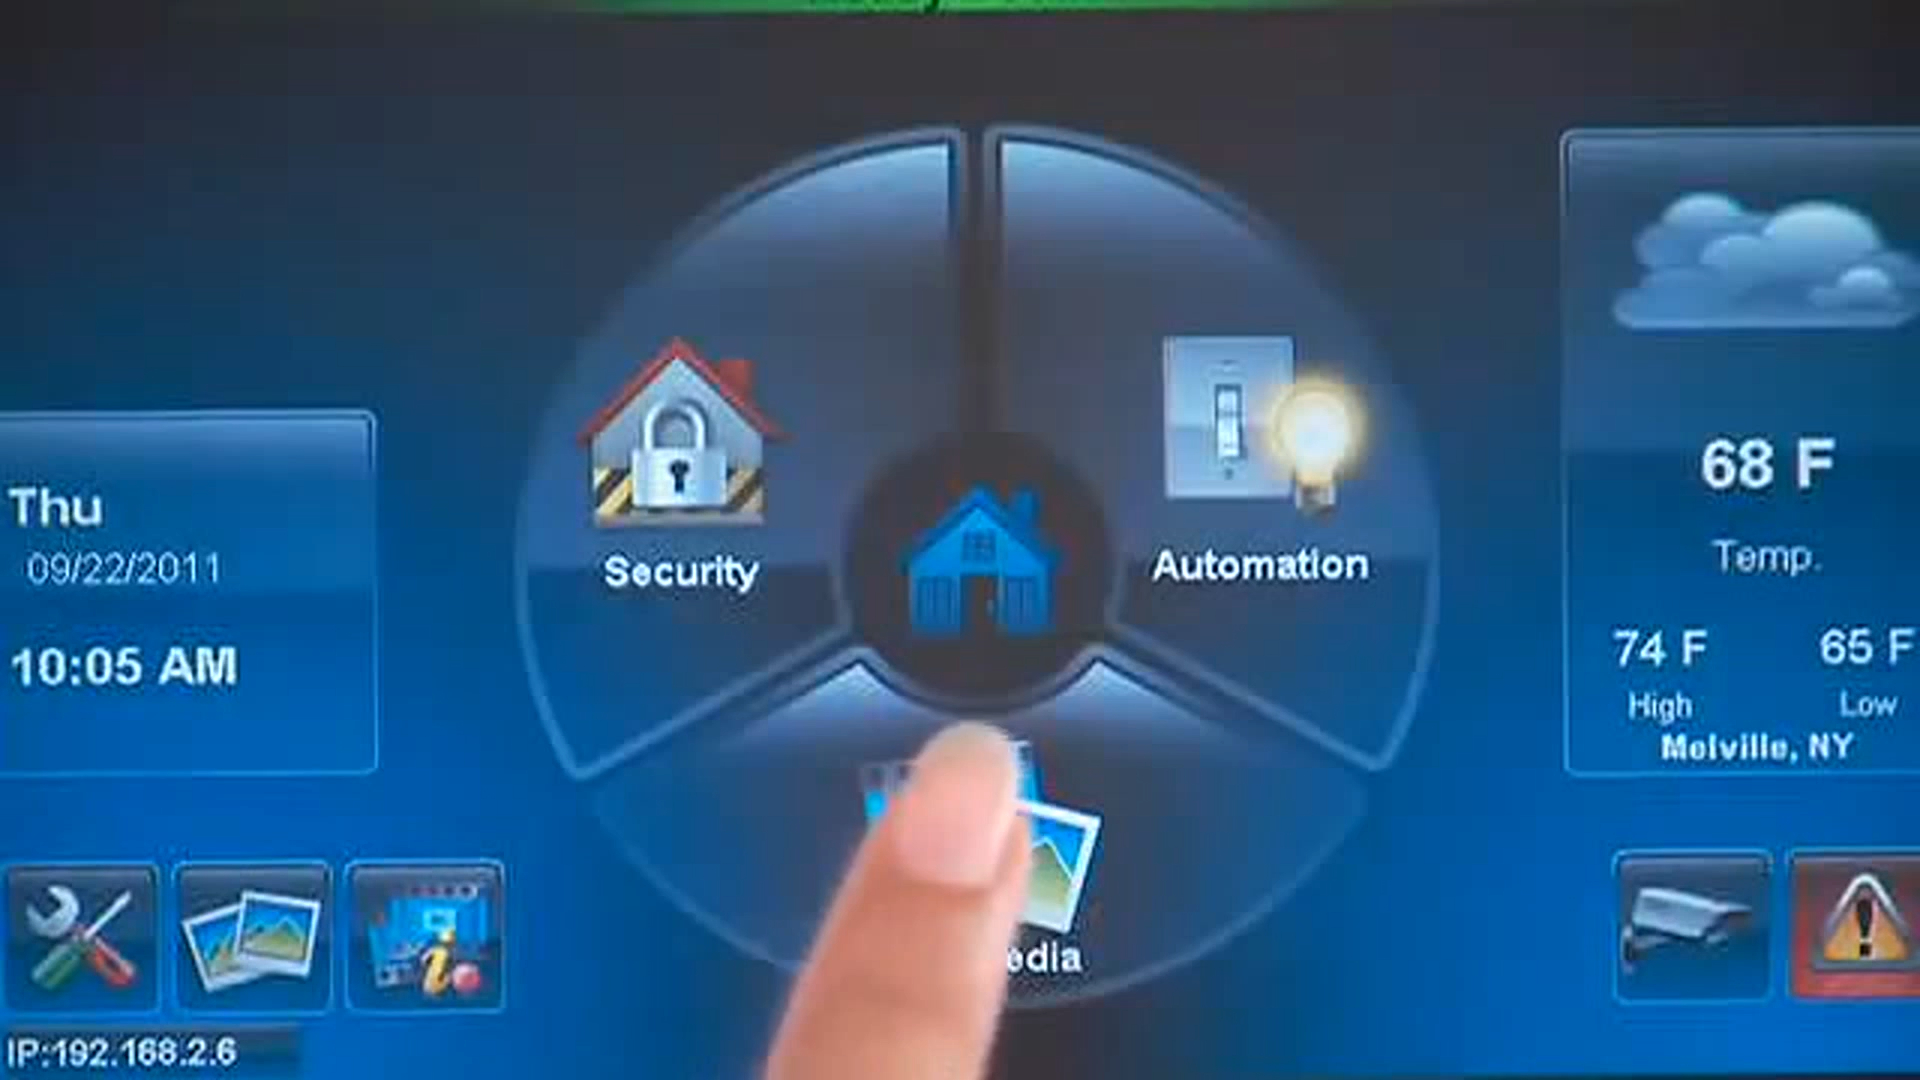 Thu
09/22/2011
10:05 AM
Security
Automation
edia
68 F
Temp.
74 F 65 F
High Low
Melville, NY
IP:192.168.2.6